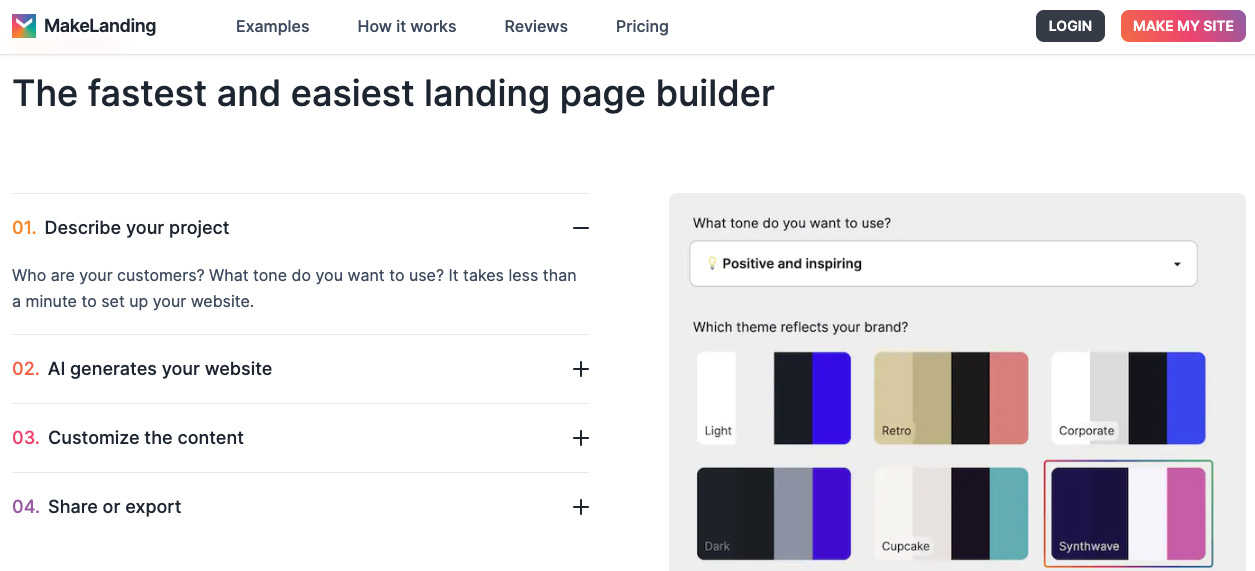 MakeLanding
Examples
How it works
Reviews
Pricing
LOGIN
MAKE MY SITE
The fastest and easiest landing page builder
01. Describe your project
Who are your customers? What tone do you want to use? It takes less than
a minute to set up your website.
02. AI generates your website
03. Customize the content
04. Share or export
What tone do you want to use?
Positive and inspiring
Which theme reflects your brand?
Light
Retro
Corporate
Dark
Cupcake
Synthwave